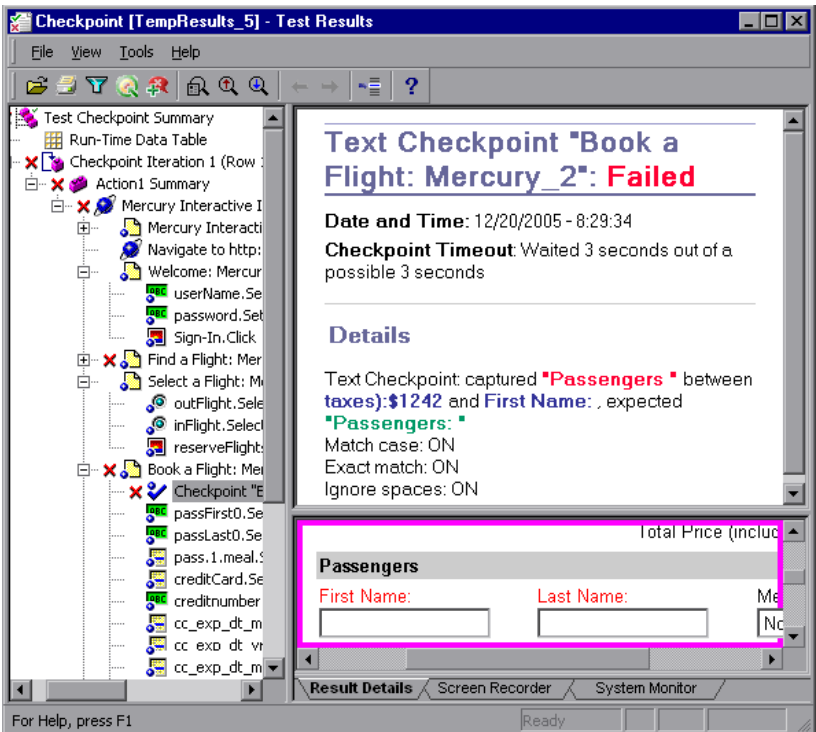 Checkpoint [TempResults_5] - Test Results
File View Tools Help
?
Test Checkpoint Summary
Run-Time Data Table
Checkpoint Iteration 1 (Row 1
Action1 Summary
Mercury Interactive I
Mercury Interacti
Navigate to http:
Welcome: Mercur
userName.Se
password.Set
Sign-In.Click
Find a Flight: Mer
Select a Flight: Me
outFlight.Sele
inFlight.Select
reserveFlights
Book a Flight: Mer
Checkpoint "B
passFirst0.Se
passLast0.Se
pass.1.meal.S
creditCard.Se
creditnumber
cc_exp_dt_m
cc_exp_dt_yr
cc_exp_dt_m
For Help, press F1
Text Checkpoint "Book a
Flight: Mercury_2": Failed
Date and Time: 12/20/2005 - 8:29:34
Checkpoint Timeout: Waited 3 seconds out of a
possible 3 seconds
Details
Text Checkpoint: captured "Passengers " between
taxes):$1242 and First Name: , expected
"Passengers: "
Match case: ON
Exact match: ON
Ignore spaces: ON
Total Price (includ
Passengers
First Name: Last Name: Me
No
Result Details Screen Recorder System Monitor
Ready